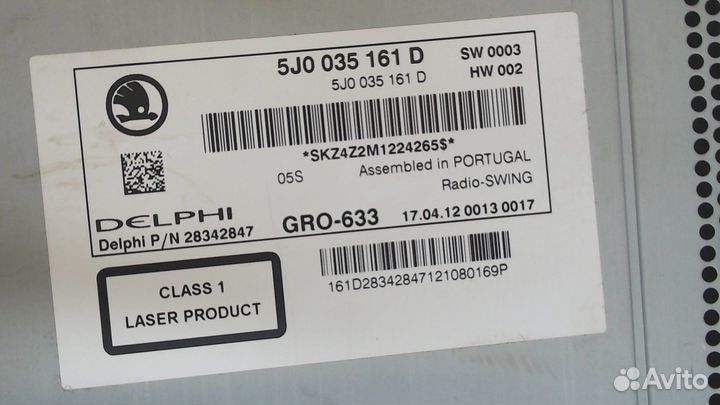 5J0 035 161 D
SW 0003
5J0 035 161 D
HW 002
*SKZ4Z2M1224265$*
05S
Assembled in PORTUGAL
Radio-SWING
DELPHI
Delphi P/N 28342847
GRO-633
17.04.12 0013 0017
161D28342847121080169P
CLASS 1
LASER PRODUCT
Avito